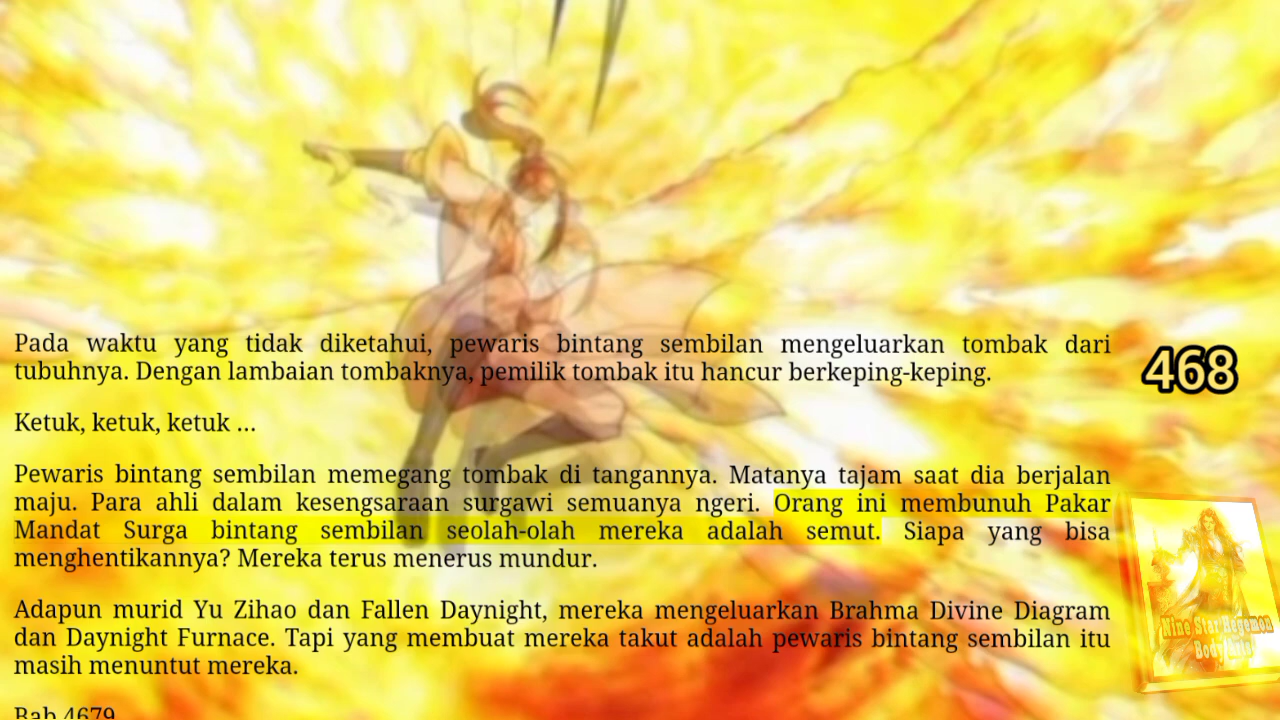 Pada waktu yang tidak diketahui, pewaris bintang sembilan mengeluarkan tombak dari
tubuhnya. Dengan lambaian tombaknya, pemilik tombak itu hancur berkeping-keping.
Ketuk, ketuk, ketuk ...
Pewaris bintang sembilan memegang tombak di tangannya. Matanya tajam saat dia berjalan
maju. Para ahli dalam kesengsaraan surgawi semuanya ngeri. Orang ini membunuh Pakar
Mandat Surga bintang sembilan seolah-olah mereka adalah semut. Siapa yang bisa
menghentikannya? Mereka terus menerus mundur.
Adapun murid Yu Zihao dan Fallen Daynight, mereka mengeluarkan Brahma Divine Diagram
dan Daynight Furnace. Tapi yang membuat mereka takut adalah pewaris bintang sembilan itu
masih menuntut mereka.
Bab 4679
468
Nine Star Hegemon
Body Arts